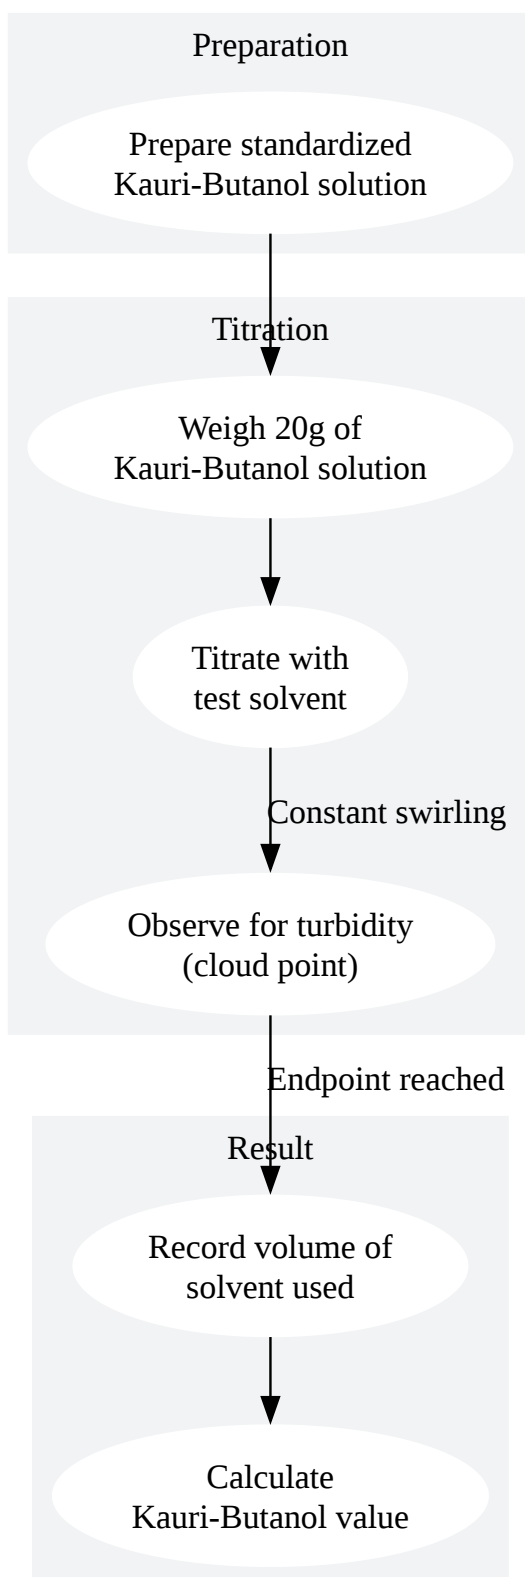 Preparation
Prepare standardized
Kauri-Butanol solution
Titration
Weigh 20g of
Kauri-Butanol solution
Titrate with
test solvent
Constant swirling
Observe for turbidity
(cloud point)
Endpoint reached
Result
Record volume of
solvent used
Calculate
Kauri-Butanol value